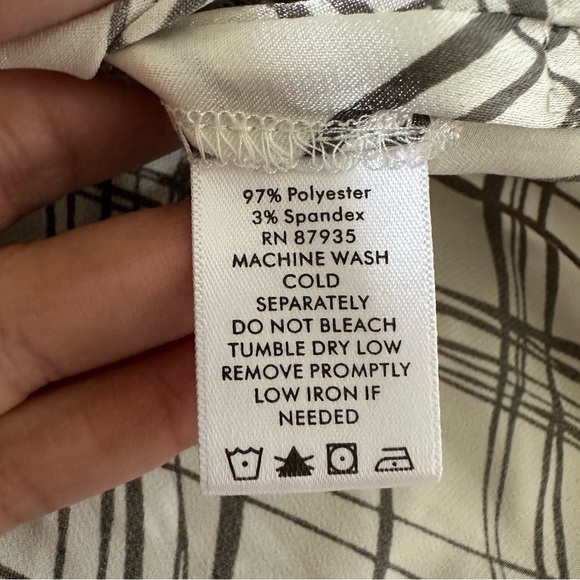 97% Polyester
3% Spandex
RN 87935
MACHINE WASH
COLD
SEPARATELY
DO NOT BLEACH
TUMBLE DRY LOW
REMOVE PROMPTLY
LOW IRON IF
NEEDED